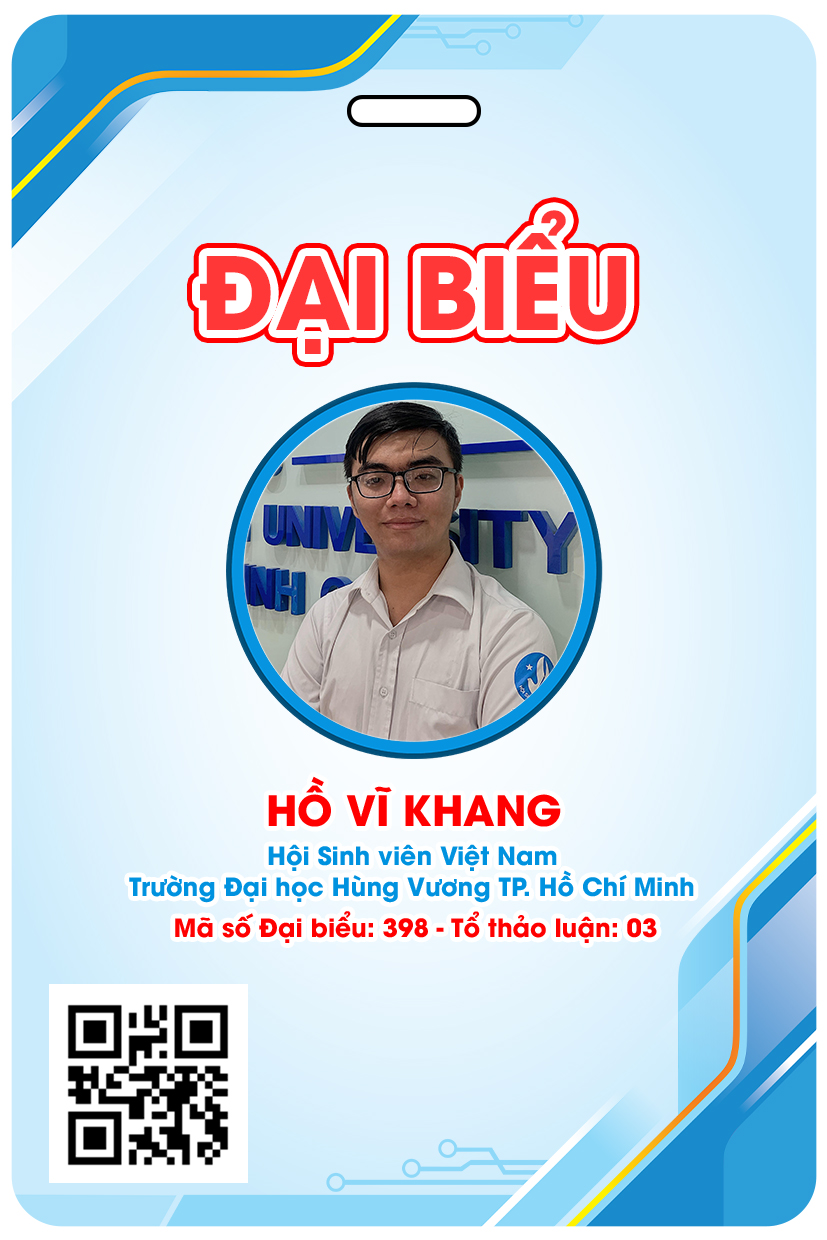 ĐẠI BIỂU
UNIVERSITY
HỒ VĨ KHANG
Hội Sinh viên Việt Nam
Trường Đại học Hùng Vương TP. Hồ Chí Minh
Mã số Đại biểu: 398 - Tổ thảo luận: 03